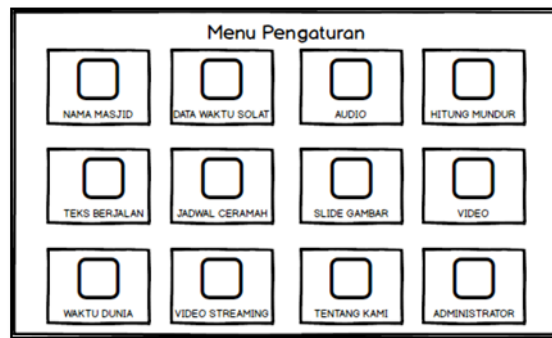 Menu Pengaturan
NAMA MASJID
DATA WAKTU SOLAT
AUDIO
HITUNG MUNDUR
TEKS BERJALAN
JADWAL CERAMAH
SLIDE GAMBAR
VIDEO
WAKTU DUNIA
VIDEO STREAMING
TENTANG KAMI
ADMINISTRATOR